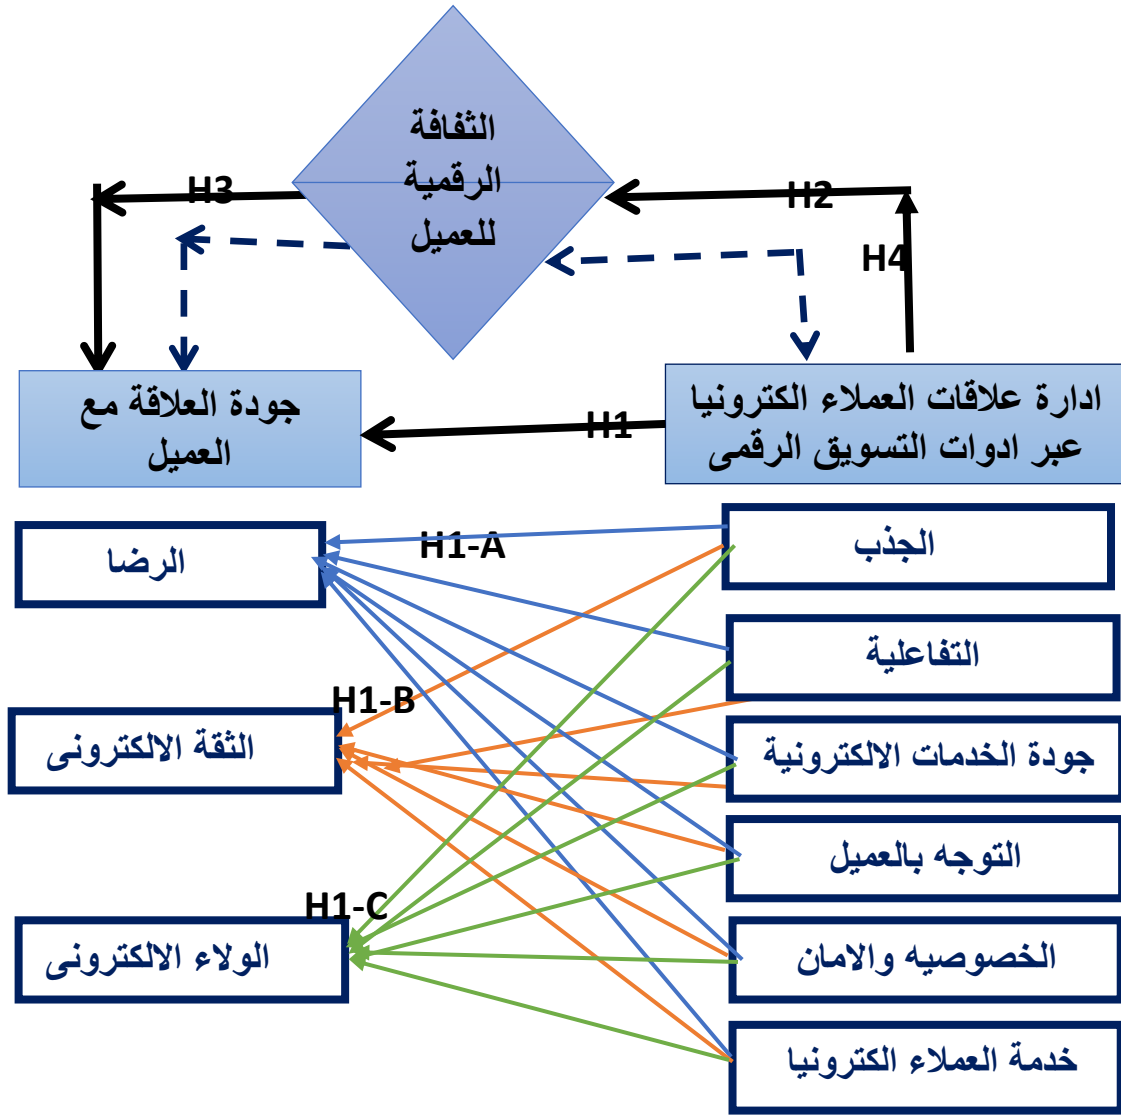 الثفافة
الرقمية
للعميل
H3
H2
H4
ادارة علاقات العملاء الكترونيا
عبر ادوات التسويق الرقمى
H1
جودة العلاقة مع
العميل
الجذب
H1-A
الرضا
التفاعلية
H1-B
جودة الخدمات الالكترونية
الثقة الالكترونى
التوجه بالعميل
H1-C
الخصوصيه والامان
الولاء الالكترونى
خدمة العملاء الكترونيا